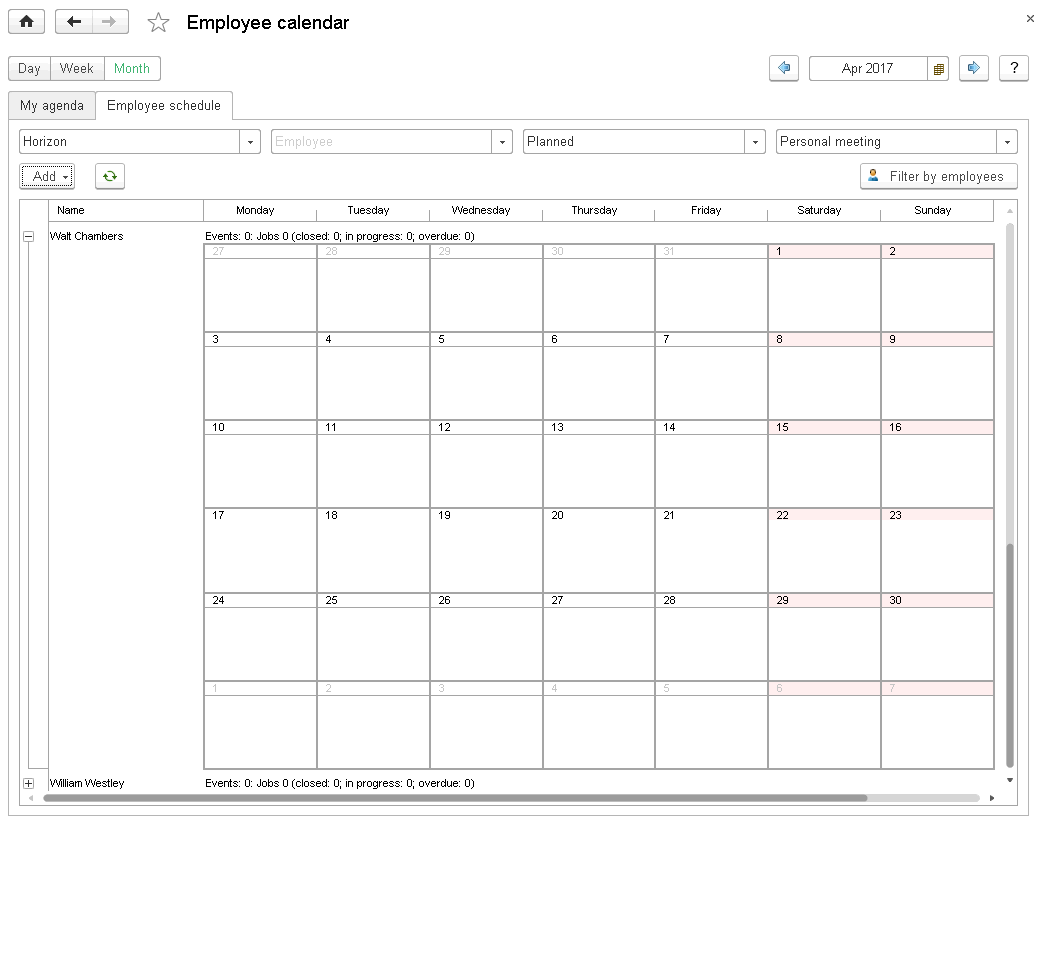 Employee calendar
Day Week Month Apr 2017 ?
My agenda Employee schedule
Horizon Employee Planned Personal meeting
Add Filter by employees
Name Monday Tuesday Wednesday Thursday Friday Saturday Sunday
Walt Chambers Events: 0: Jobs 0 (closed: 0; in progress: 0; overdue: 0)
27 28 29 30 31 1 2
3 4 5 6 7 8 9
10 11 12 13 14 15 16
17 18 19 20 21 22 23
24 25 26 27 28 29 30
1 2 3 4 5 6 7
William Westley Events: 0: Jobs 0 (closed: 0; in progress: 0; overdue: 0)